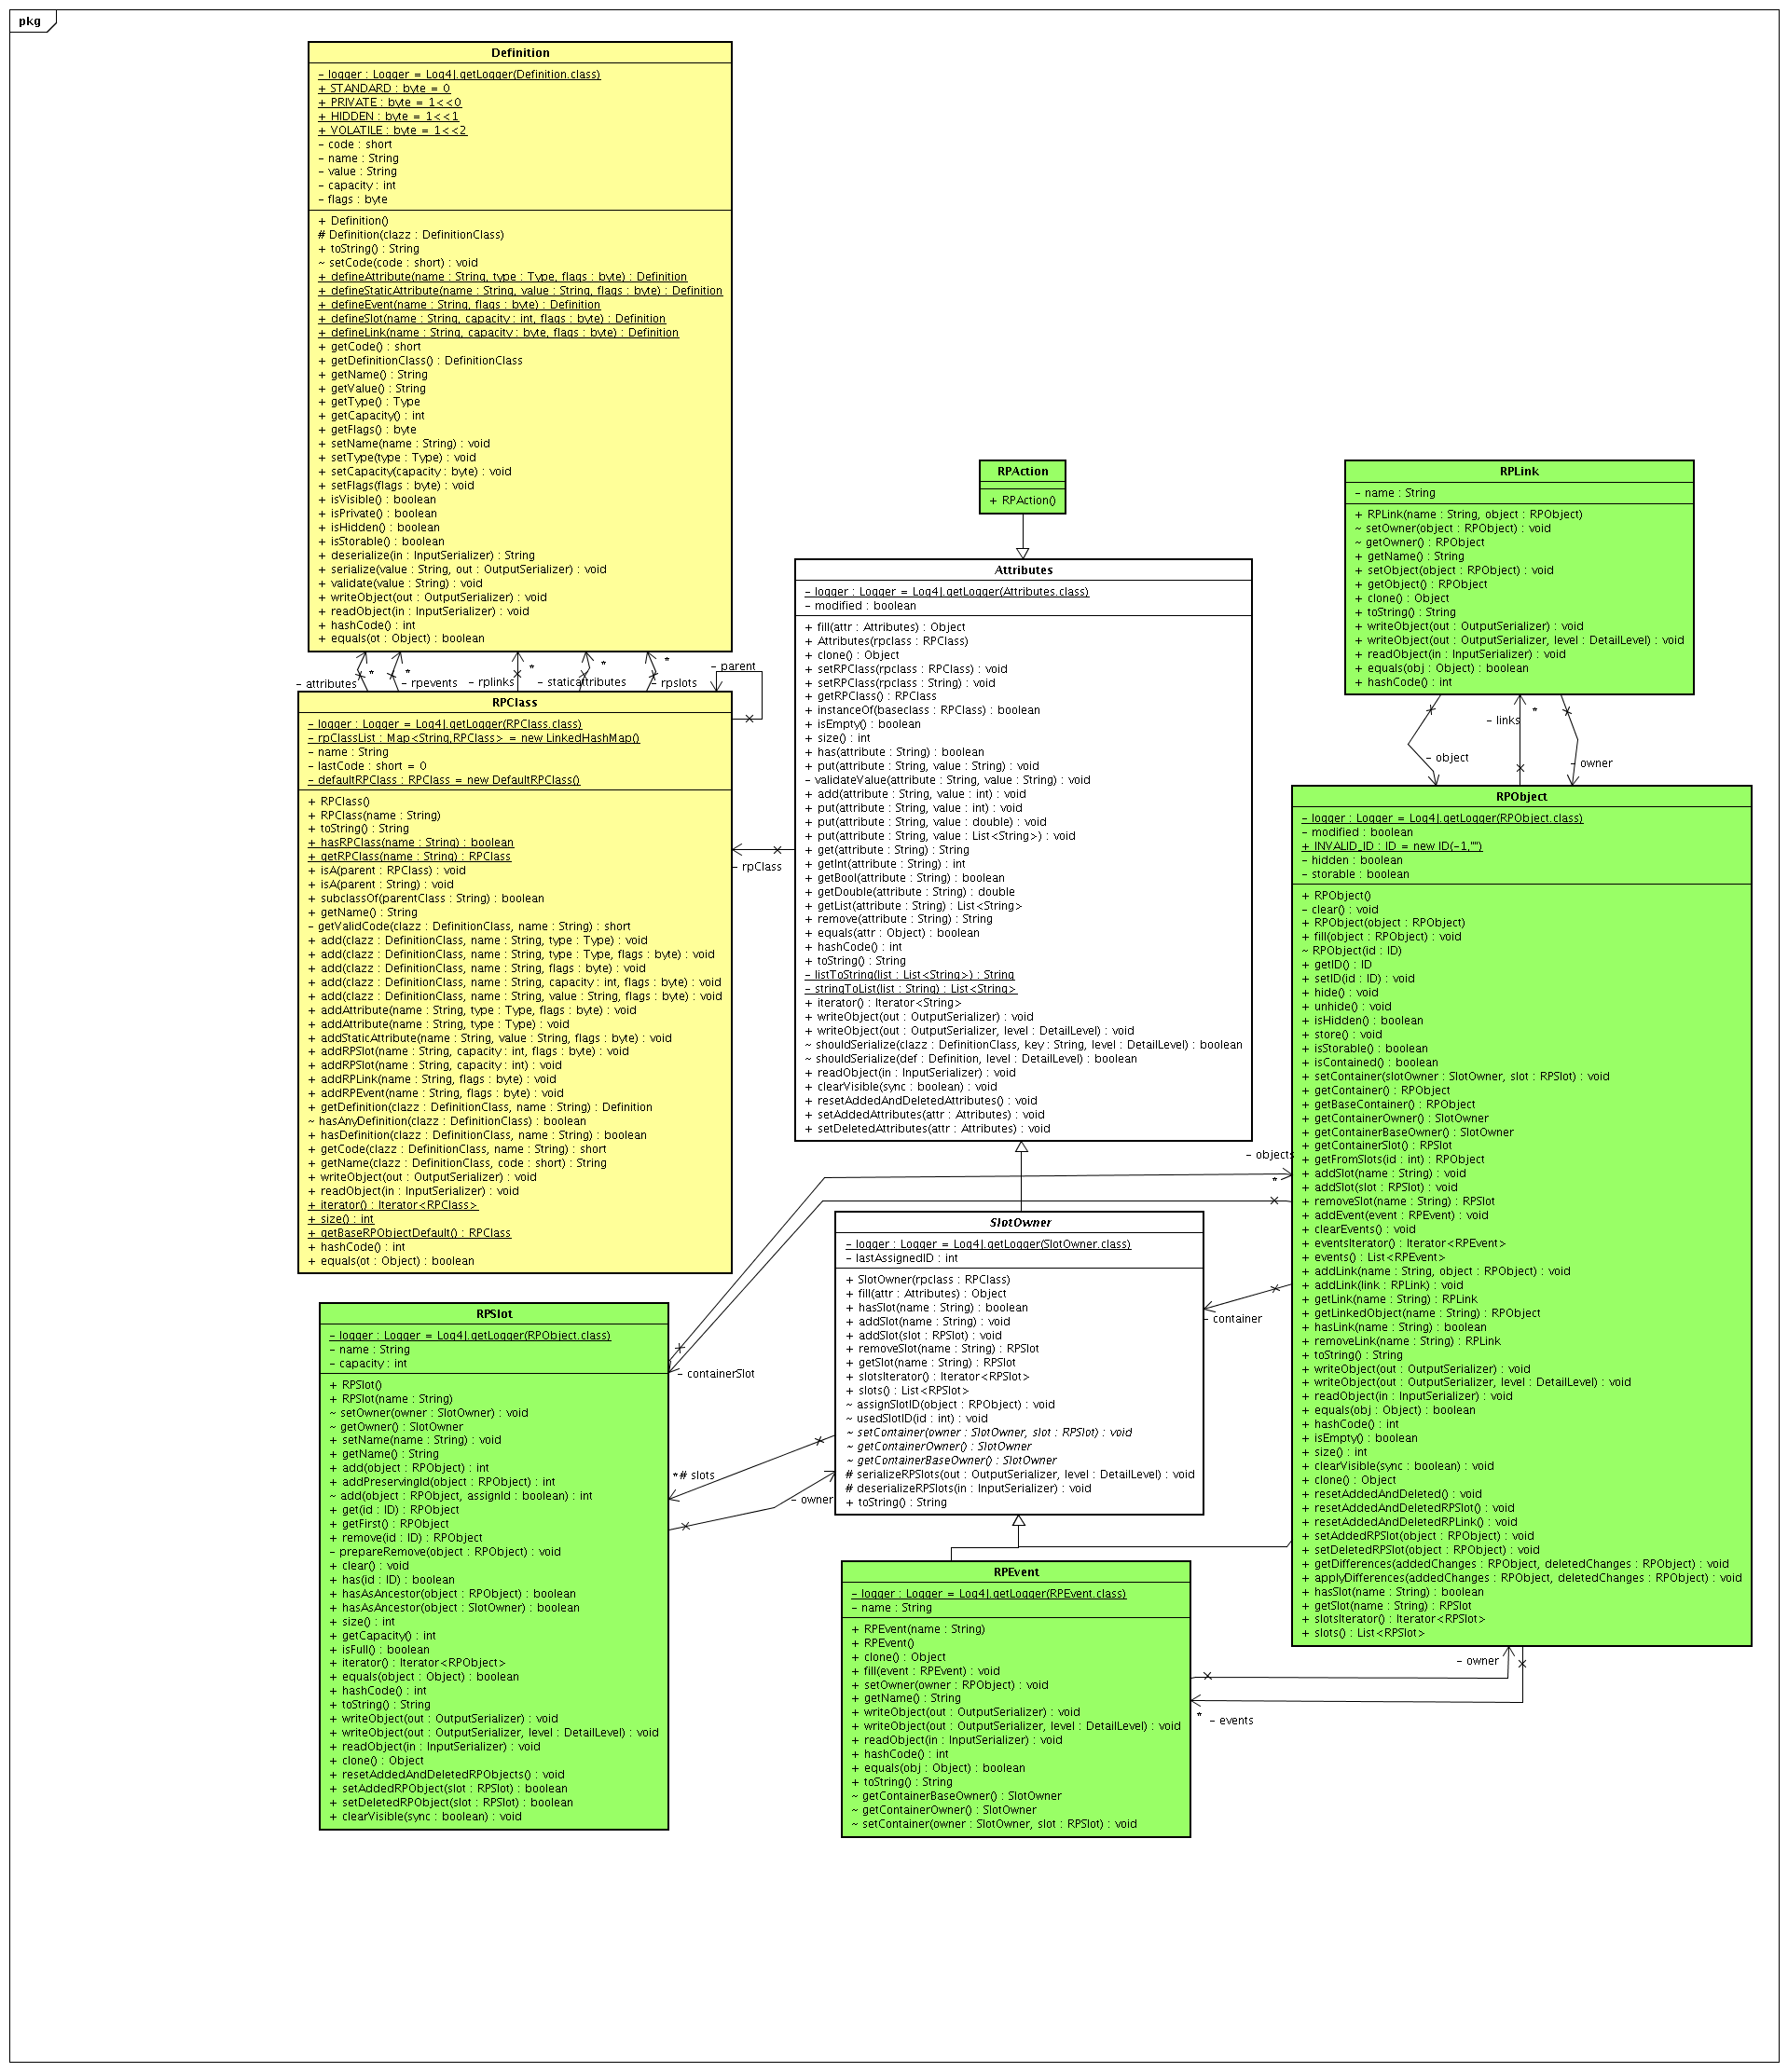 pkg
Definition
- logger : Logger = Log4J.getLogger(Definition.class)
+ STANDARD : byte = 0
+ PRIVATE : byte = 1<<0
+ HIDDEN : byte = 1<<1
+ VOLATILE : byte = 1<<2
- code : short
- name : String
- value : String
- capacity : int
- flags : byte
+ Definition()
# Definition(clazz : DefinitionClass)
+ toString() : String
~ setCode(code : short) : void
+ defineAttribute(name : String, type : Type, flags : byte) : Definition
+ defineStaticAttribute(name : String, value : String, flags : byte) : Definition
+ defineEvent(name : String, flags : byte) : Definition
+ defineSlot(name : String, capacity : int, flags : byte) : Definition
+ defineLink(name : String, capacity : byte, flags : byte) : Definition
+ getCode() : short
+ getDefinitionClass() : DefinitionClass
+ getName() : String
+ getValue() : String
+ getType() : Type
+ getCapacity() : int
+ getFlags() : byte
+ setName(name : String) : void
+ setType(type : Type) : void
+ setCapacity(capacity : byte) : void
+ setFlags(flags : byte) : void
+ isVisible() : boolean
+ isPrivate() : boolean
+ isHidden() : boolean
+ isStorable() : boolean
+ deserialize(in : InputSerializer) : String
+ serialize(value : String, out : OutputSerializer) : void
+ validate(value : String) : void
+ writeObject(out : OutputSerializer) : void
+ readObject(in : InputSerializer) : void
+ hashCode() : int
+ equals(ot : Object) : boolean
* * * * *
- attributes - rpevents - rplinks - staticattributes - rpslots
- parent
RPClass
- logger : Logger = Log4J.getLogger(RPClass.class)
- rpClassList : Map<String,RPClass> = new LinkedHashMap()
- name : String
- lastCode : short = 0
- defaultRPClass : RPClass = new DefaultRPClass()
+ RPClass()
+ RPClass(name : String)
+ toString() : String
+ hasRPClass(name : String) : boolean
+ getRPClass(name : String) : RPClass
+ isA(parent : RPClass) : void
+ isA(parent : String) : void
+ subclassOf(parentClass : String) : boolean
+ getName() : String
- getValidCode(clazz : DefinitionClass, name : String) : short
+ add(clazz : DefinitionClass, name : String, type : Type) : void
+ add(clazz : DefinitionClass, name : String, type : Type, flags : byte) : void
+ add(clazz : DefinitionClass, name : String, flags : byte) : void
+ add(clazz : DefinitionClass, name : String, capacity : int, flags : byte) : void
+ add(clazz : DefinitionClass, name : String, value : String, flags : byte) : void
+ addAttribute(name : String, type : Type, flags : byte) : void
+ addAttribute(name : String, type : Type) : void
+ addStaticAttribute(name : String, value : String, flags : byte) : void
+ addRPSlot(name : String, capacity : int, flags : byte) : void
+ addRPSlot(name : String, capacity : int) : void
+ addRPLink(name : String, flags : byte) : void
+ addRPEvent(name : String, flags : byte) : void
+ getDefinition(clazz : DefinitionClass, name : String) : Definition
~ hasAnyDefinition(clazz : DefinitionClass) : boolean
+ hasDefinition(clazz : DefinitionClass, name : String) : boolean
+ getCode(clazz : DefinitionClass, name : String) : short
+ getName(clazz : DefinitionClass, code : short) : String
+ writeObject(out : OutputSerializer) : void
+ readObject(in : InputSerializer) : void
+ iterator() : Iterator<RPClass>
+ size() : int
+ getBaseRPObjectDefault() : RPClass
+ hashCode() : int
+ equals(ot : Object) : boolean
- rpClass
RPAction
+ RPAction()
Attributes
- logger : Logger = Log4J.getLogger(Attributes.class)
- modified : boolean
+ fill(attr : Attributes) : Object
+ Attributes(rpclass : RPClass)
+ clone() : Object
+ setRPClass(rpclass : RPClass) : void
+ setRPClass(rpclass : String) : void
+ getRPClass() : RPClass
+ instanceOf(baseclass : RPClass) : boolean
+ isEmpty() : boolean
+ size() : int
+ has(attribute : String) : boolean
+ put(attribute : String, value : String) : void
- validateValue(attribute : String, value : String) : void
+ add(attribute : String, value : int) : void
+ put(attribute : String, value : int) : void
+ put(attribute : String, value : double) : void
+ put(attribute : String, value : List<String>) : void
+ get(attribute : String) : String
+ getInt(attribute : String) : int
+ getBool(attribute : String) : boolean
+ getDouble(attribute : String) : double
+ getList(attribute : String) : List<String>
+ remove(attribute : String) : String
+ equals(attr : Object) : boolean
+ hashCode() : int
+ toString() : String
- listToString(list : List<String>) : String
- stringToList(list : String) : List<String>
+ iterator() : Iterator<String>
+ writeObject(out : OutputSerializer) : void
+ writeObject(out : OutputSerializer, level : DetailLevel) : void
~ shouldSerialize(clazz : DefinitionClass, key : String, level : DetailLevel) : boolean
~ shouldSerialize(def : Definition, level : DetailLevel) : boolean
+ readObject(in : InputSerializer) : void
+ clearVisible(sync : boolean) : void
+ resetAddedAndDeletedAttributes() : void
+ setAddedAttributes(attr : Attributes) : void
+ setDeletedAttributes(attr : Attributes) : void
RPLink
- name : String
+ RPLink(name : String, object : RPObject)
~ setOwner(object : RPObject) : void
~ getOwner() : RPObject
+ getName() : String
+ setObject(object : RPObject) : void
+ getObject() : RPObject
+ clone() : Object
+ toString() : String
+ writeObject(out : OutputSerializer) : void
+ writeObject(out : OutputSerializer, level : DetailLevel) : void
+ readObject(in : InputSerializer) : void
+ equals(obj : Object) : boolean
+ hashCode() : int
- links *
- object
- owner
RPObject
- logger : Logger = Log4J.getLogger(RPObject.class)
- modified : boolean
+ INVALID_ID : ID = new ID(-1,"")
- hidden : boolean
- storable : boolean
+ RPObject()
- clear() : void
+ RPObject(object : RPObject)
+ fill(object : RPObject) : void
~ RPObject(id : ID)
+ getID() : ID
+ setID(id : ID) : void
+ hide() : void
+ unhide() : void
+ isHidden() : boolean
+ store() : void
+ isStorable() : boolean
+ isContained() : boolean
+ setContainer(slotOwner : SlotOwner, slot : RPSlot) : void
+ getContainer() : RPObject
+ getBaseContainer() : RPObject
+ getContainerOwner() : SlotOwner
+ getContainerBaseOwner() : SlotOwner
+ getContainerSlot() : RPSlot
+ getFromSlots(id : int) : RPObject
+ addSlot(name : String) : void
+ addSlot(slot : RPSlot) : void
+ removeSlot(name : String) : RPSlot
+ addEvent(event : RPEvent) : void
+ clearEvents() : void
+ eventsIterator() : Iterator<RPEvent>
+ events() : List<RPEvent>
+ addLink(name : String, object : RPObject) : void
+ addLink(link : RPLink) : void
+ getLink(name : String) : RPLink
+ getLinkedObject(name : String) : RPObject
+ hasLink(name : String) : boolean
+ removeLink(name : String) : RPLink
+ toString() : String
+ writeObject(out : OutputSerializer) : void
+ writeObject(out : OutputSerializer, level : DetailLevel) : void
+ readObject(in : InputSerializer) : void
+ equals(obj : Object) : boolean
+ hashCode() : int
+ isEmpty() : boolean
+ size() : int
+ clearVisible(sync : boolean) : void
+ clone() : Object
+ resetAddedAndDeleted() : void
+ resetAddedAndDeletedRPSlot() : void
+ resetAddedAndDeletedRPLink() : void
+ setAddedRPSlot(object : RPObject) : void
+ setDeletedRPSlot(object : RPObject) : void
+ getDifferences(addedChanges : RPObject, deletedChanges : RPObject) : void
+ applyDifferences(addedChanges : RPObject, deletedChanges : RPObject) : void
+ hasSlot(name : String) : boolean
+ getSlot(name : String) : RPSlot
+ slotsIterator() : Iterator<RPSlot>
+ slots() : List<RPSlot>
- objects
*
- container
- containerSlot
SlotOwner
- logger : Logger = Log4J.getLogger(SlotOwner.class)
- lastAssignedID : int
+ SlotOwner(rpclass : RPClass)
+ fill(attr : Attributes) : Object
+ hasSlot(name : String) : boolean
+ addSlot(name : String) : void
+ addSlot(slot : RPSlot) : void
+ removeSlot(name : String) : RPSlot
+ getSlot(name : String) : RPSlot
+ slotsIterator() : Iterator<RPSlot>
+ slots() : List<RPSlot>
~ assignSlotID(object : RPObject) : void
~ usedSlotID(id : int) : void
~ setContainer(owner : SlotOwner, slot : RPSlot) : void
~ getContainerOwner() : SlotOwner
~ getContainerBaseOwner() : SlotOwner
# serializeRPSlots(out : OutputSerializer, level : DetailLevel) : void
# deserializeRPSlots(in : InputSerializer) : void
+ toString() : String
*# slots
- owner
RPSlot
- logger : Logger = Log4J.getLogger(RPObject.class)
- name : String
- capacity : int
+ RPSlot()
+ RPSlot(name : String)
~ setOwner(owner : SlotOwner) : void
~ getOwner() : SlotOwner
+ setName(name : String) : void
+ getName() : String
+ add(object : RPObject) : int
+ addPreservingId(object : RPObject) : int
~ add(object : RPObject, assignId : boolean) : int
+ get(id : ID) : RPObject
+ getFirst() : RPObject
+ remove(id : ID) : RPObject
- prepareRemove(object : RPObject) : void
+ clear() : void
+ has(id : ID) : boolean
+ hasAsAncestor(object : RPObject) : boolean
+ hasAsAncestor(object : SlotOwner) : boolean
+ size() : int
+ getCapacity() : int
+ isFull() : boolean
+ iterator() : Iterator<RPObject>
+ equals(object : Object) : boolean
+ hashCode() : int
+ toString() : String
+ writeObject(out : OutputSerializer) : void
+ writeObject(out : OutputSerializer, level : DetailLevel) : void
+ readObject(in : InputSerializer) : void
+ clone() : Object
+ resetAddedAndDeletedRPObjects() : void
+ setAddedRPObject(slot : RPSlot) : boolean
+ setDeletedRPObject(slot : RPSlot) : boolean
+ clearVisible(sync : boolean) : void
RPEvent
- logger : Logger = Log4J.getLogger(RPEvent.class)
- name : String
+ RPEvent(name : String)
+ RPEvent()
+ clone() : Object
+ fill(event : RPEvent) : void
+ setOwner(owner : RPObject) : void
+ getName() : String
+ writeObject(out : OutputSerializer) : void
+ writeObject(out : OutputSerializer, level : DetailLevel) : void
+ readObject(in : InputSerializer) : void
+ hashCode() : int
+ equals(obj : Object) : boolean
+ toString() : String
~ getContainerBaseOwner() : SlotOwner
~ getContainerOwner() : SlotOwner
~ setContainer(owner : SlotOwner, slot : RPSlot) : void
- owner
* - events